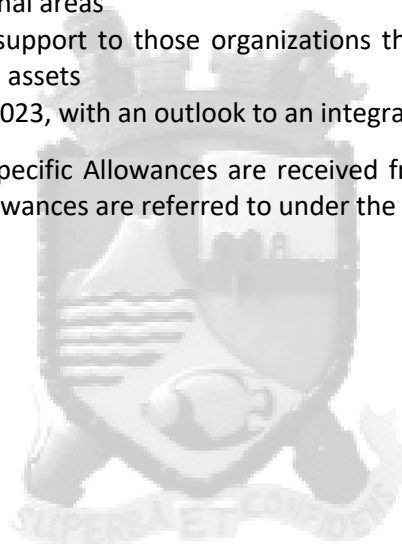 nal areas
support to those organizations th
assets
023, with an outlook to an integra
pecific Allowances are received fr
owances are referred to under the
SUPERBA ET CONFIDENS